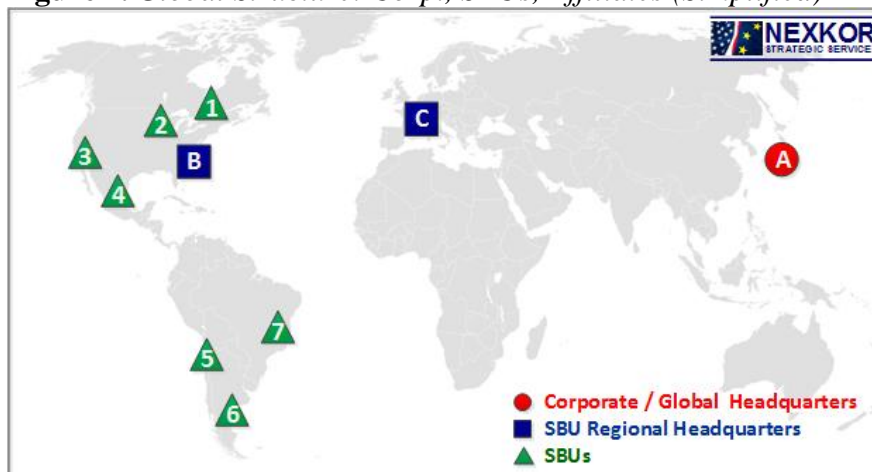 NEXKOR
STRATEGIC SERVICE
1
2
C
3
B
A
4
7
5
6
Corporate / Global Headquarters
SBU Regional Headquarters
SBUs